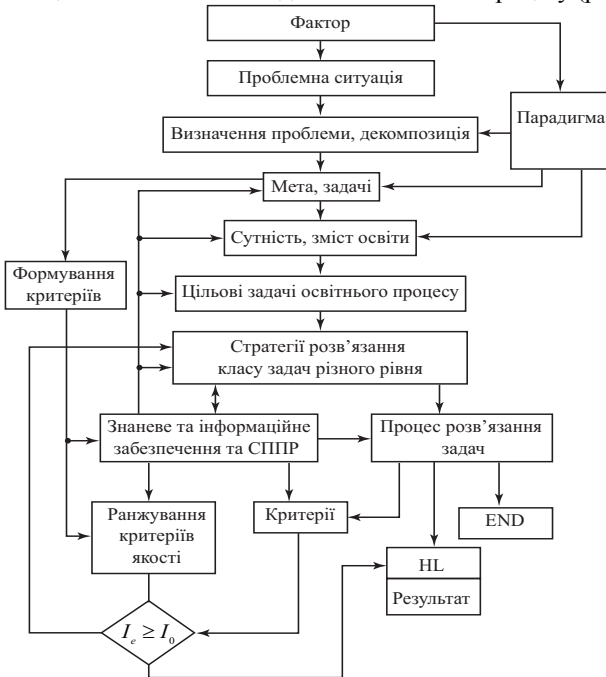 Фактор
Проблемна ситуація
Парадигма
Визначення проблеми, декомпозиція
Мета, задачі
Сутність, зміст освіти
Формування
критеріїв
Цільові задачі освітнього процесу
Стратегії розв'язання
класу задач різного рівня
Знаневе та інформаційне
забезпечення та СППР
Процес розв'язання
задач
Ранжування
критеріїв
якості
Критерії
END
HL
Результат
I_e ≥ I_0